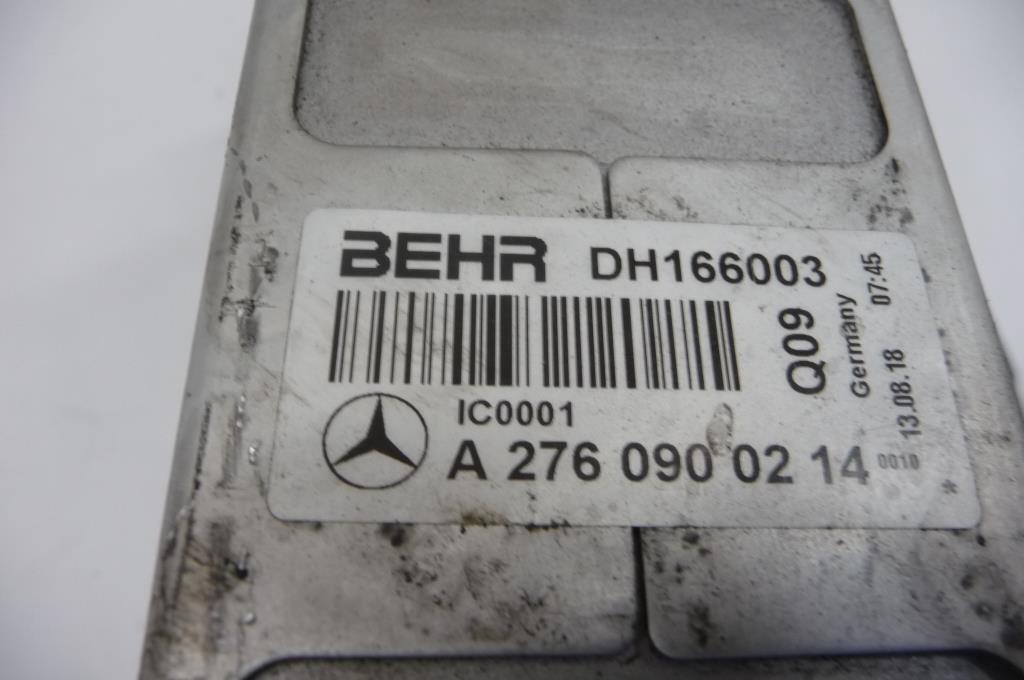 BEHR DH166003
IC0001
A 276 090 02 14 0010
Q09
Germany
13.08.18 07:45
*